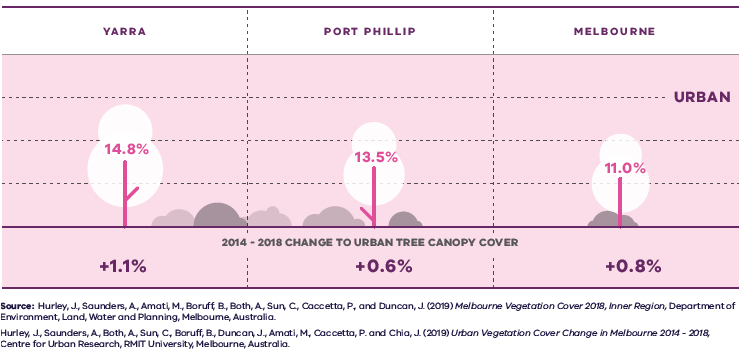 YARRA PORT PHILLIP MELBOURNE
URBAN
14.8% 13.5% 11.0%
2014 - 2018 CHANGE TO URBAN TREE CANOPY COVER
+1.1% +0.6% +0.8%
Source: Hurley, J., Saunders, A., Amati, M., Boruff, B., Both, A., Sun, C., Caccetta, P., and Duncan, J. (2019) Melbourne Vegetation Cover 2018, Inner Region, Department of
Environment, Land, Water and Planning, Melbourne, Australia.
Hurley, J., Saunders, A., Both, A., Sun, C., Boruff, B., Duncan, J., Amati, M., Caccetta, P. and Chia, J. (2019) Urban Vegetation Cover Change in Melbourne 2014 - 2018,
Centre for Urban Research, RMIT University, Melbourne, Australia.